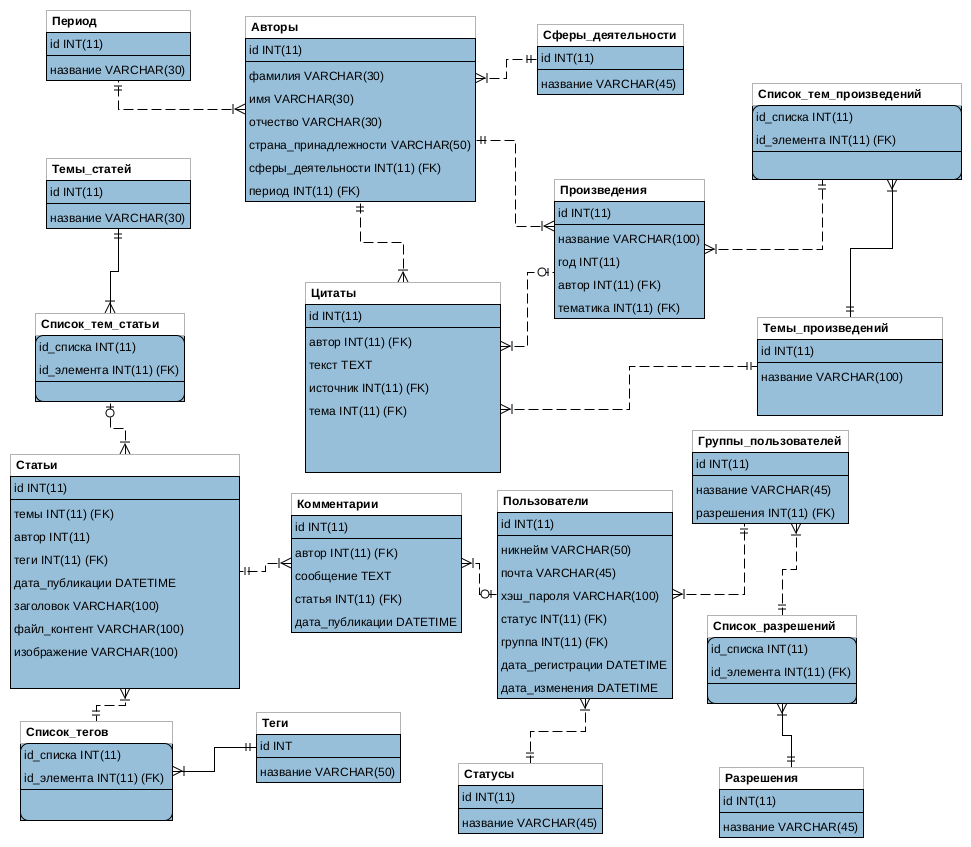 Период
id INT(11)
название VARCHAR(30)
Авторы
id INT(11)
фамилия VARCHAR(30)
имя VARCHAR(30)
отчество VARCHAR(30)
страна_принадлежности VARCHAR(50)
сферы_деятельности INT(11) (FK)
период INT(11) (FK)
Сферы_деятельности
id INT(11)
название VARCHAR(45)
Список_тем_произведений
id_списка INT(11)
id_элемента INT(11) (FK)
Темы_статей
id INT(11)
название VARCHAR(30)
Произведения
id INT(11)
название VARCHAR(100)
год INT(11)
автор INT(11) (FK)
тематика INT(11) (FK)
Цитаты
id INT(11)
автор INT(11) (FK)
текст TEXT
источник INT(11) (FK)
тема INT(11) (FK)
Список_тем_статьи
id_списка INT(11)
id_элемента INT(11) (FK)
Темы_произведений
id INT(11)
название VARCHAR(100)
Группы_пользователей
id INT(11)
название VARCHAR(45)
разрешения INT(11) (FK)
Статьи
id INT(11)
темы INT(11) (FK)
автор INT(11)
теги INT(11) (FK)
дата_публикации DATETIME
заголовок VARCHAR(100)
файл_контент VARCHAR(100)
изображение VARCHAR(100)
Комментарии
id INT(11)
автор INT(11) (FK)
сообщение TEXT
статья INT(11) (FK)
дата_публикации DATETIME
Пользователи
id INT(11)
никнейм VARCHAR(50)
почта VARCHAR(45)
хэш_пароля VARCHAR(100)
статус INT(11) (FK)
группа INT(11) (FK)
дата_регистрации DATETIME
дата_изменения DATETIME
Список_разрешений
id_списка INT(11)
id_элемента INT(11) (FK)
Список_тегов
id_списка INT(11)
id_элемента INT(11) (FK)
Теги
id INT
название VARCHAR(50)
Статусы
id INT(11)
название VARCHAR(45)
Разрешения
id INT(11)
название VARCHAR(45)